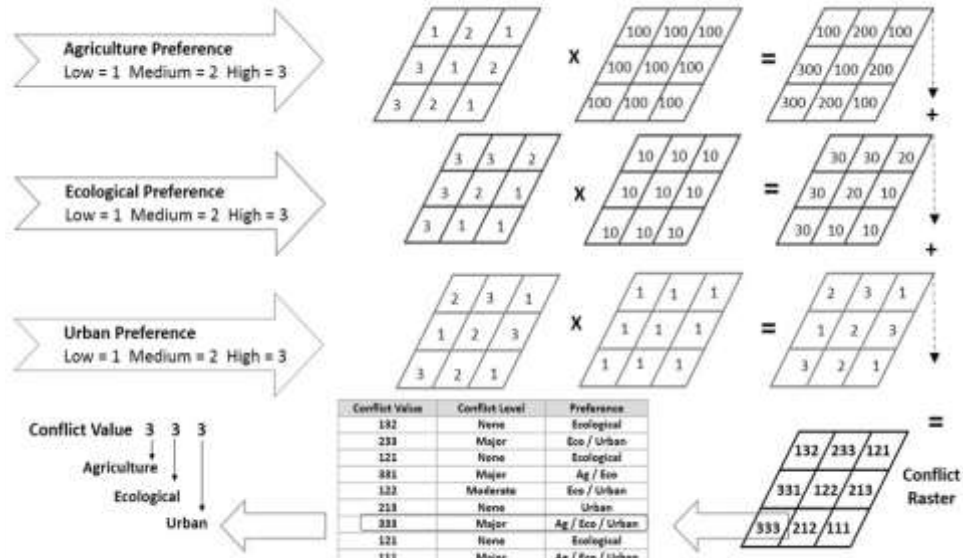 Agriculture Preference
Low = 1 Medium = 2 High = 3
1 2 1
3 1 2
3 2 1
x
100 100 100
100 100 100
100 100 100
=
100 200 100
300 100 200
300 200 100
+
Ecological Preference
Low = 1 Medium = 2 High = 3
3 3 2
3 2 1
3 1 1
x
10 10 10
10 10 10
10 10 10
=
30 30 20
30 20 10
30 10 10
+
Urban Preference
Low = 1 Medium = 2 High = 3
2 3 1
1 2 3
3 2 1
x
1 1 1
1 1 1
1 1 1
=
2 3 1
1 2 3
3 2 1
=
Conflict Value 3 3 3
Agriculture
Ecological
Urban
Conflict Value Conflict Level Preference
132 None Ecological
233 Major Eco / Urban
121 None Ecological
331 Major Ag / Eco
122 Moderate Eco / Urban
213 None Urban
333 Major Ag / Eco / Urban
121 None Ecological
111 Major Ag / Eco / Urban
132 233 121
331 122 213
333 212 111
Conflict
Raster